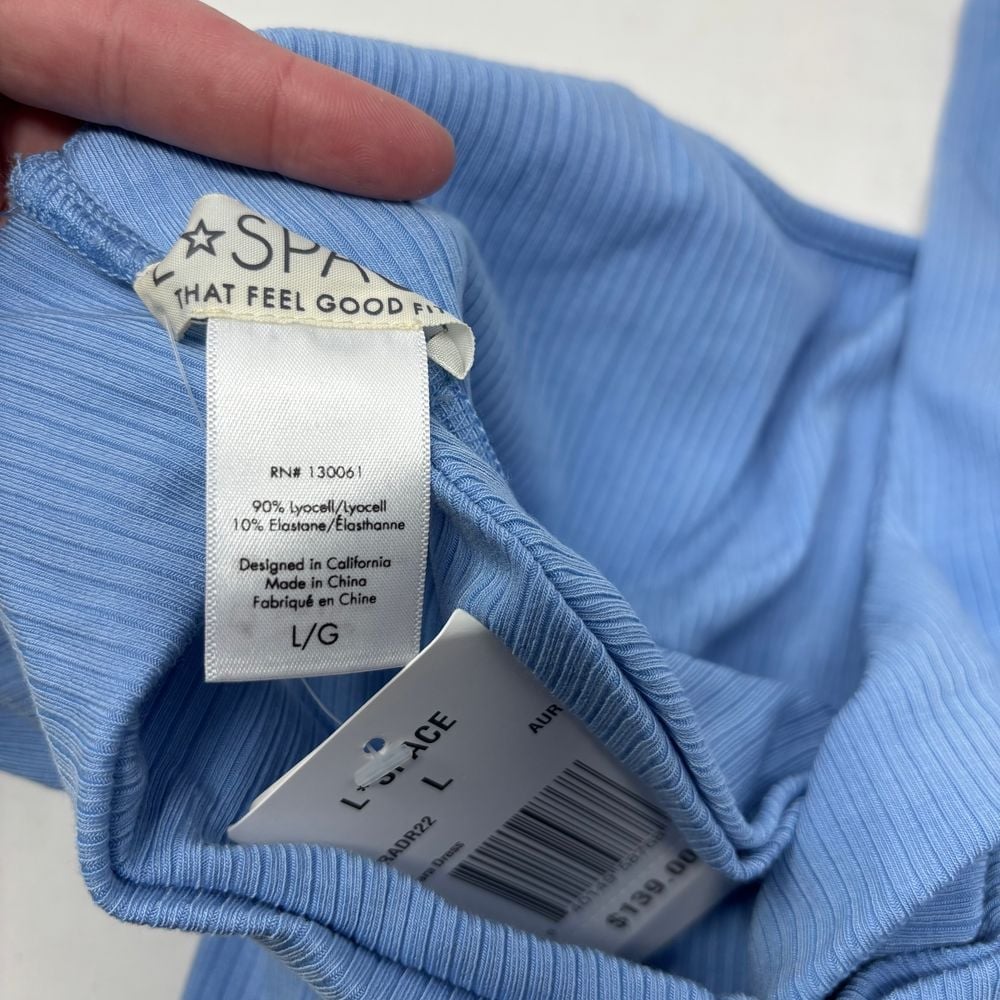 ☆SPA
THAT FEEL GOOD
RN# 130061
90% Lyocell/Lyocell
10% Elastane/Élasthanne
Designed in California
Made in China
Fabriqué en Chine
L/G
L*SPACE
L
AUR
RADR22
Dress
$139.00